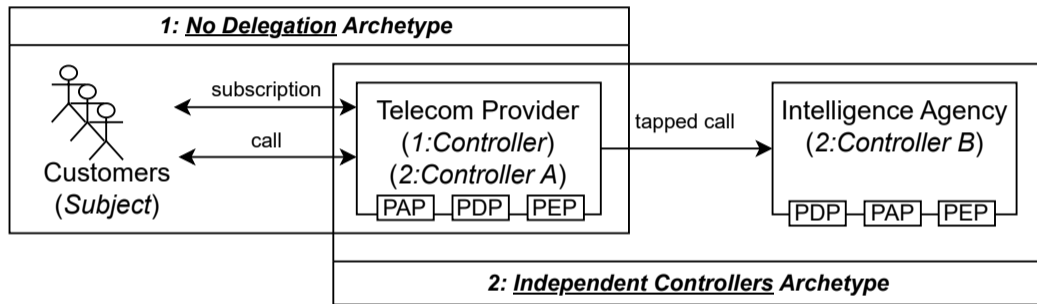 1: No Delegation Archetype
subscription
call
Customers
(Subject)
Telecom Provider
(1:Controller)
(2:Controller A)
PAP PDP PEP
tapped call
Intelligence Agency
(2:Controller B)
PDP PAP PEP
2: Independent Controllers Archetype